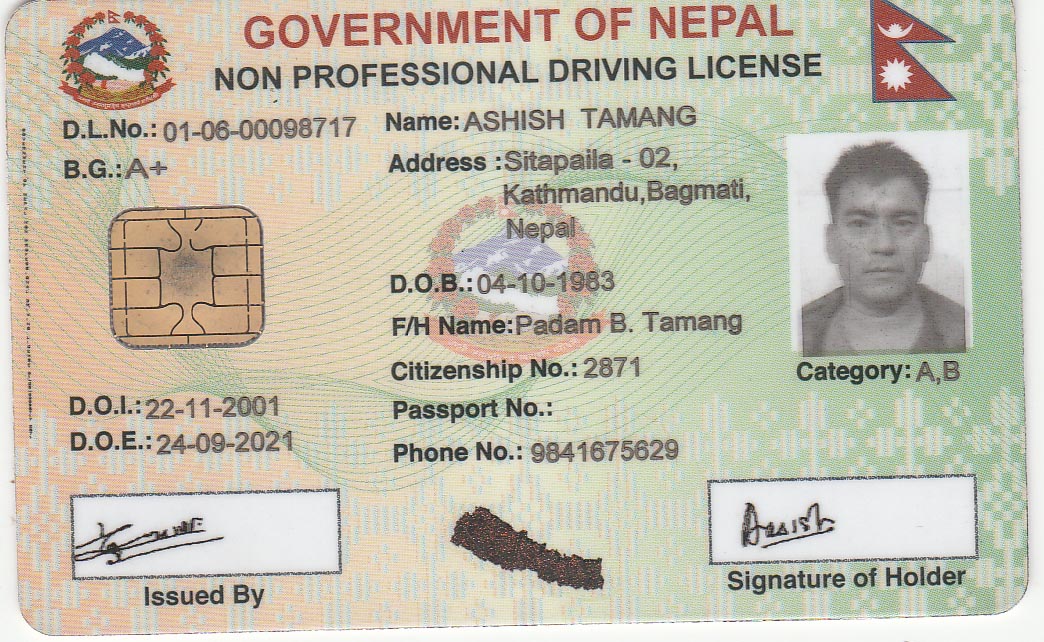 GOVERNMENT OF NEPAL
NON PROFESSIONAL DRIVING LICENSE
D.L.No.: 01-06-00098717
B.G.: A+
Name: ASHISH TAMANG
Address : Sitapaila - 02,
Kathmandu,Bagmati,
Nepal
D.O.B.: 04-10-1983
F/H Name: Padam B. Tamang
Citizenship No.: 2871
Passport No.:
Phone No.: 9841675629
Category: A,B
D.O.I.: 22-11-2001
D.O.E.: 24-09-2021
Issued By
Ashish
Signature of Holder